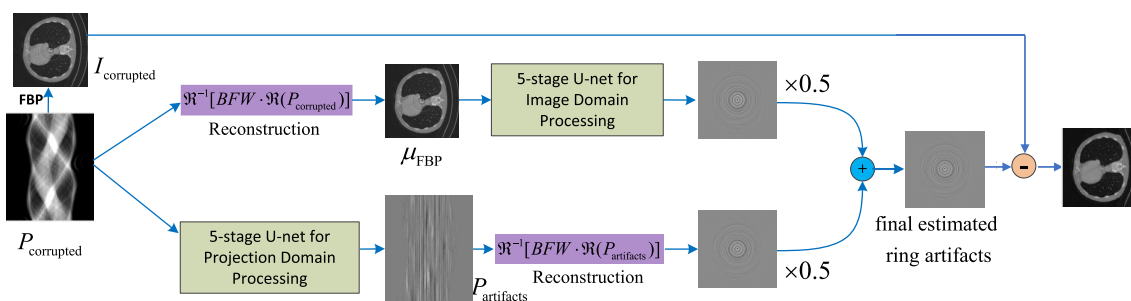 I_corrupted
FBP
P_corrupted
ℜ⁻¹[BFW · ℜ(P_corrupted)]
Reconstruction
μ_FBP
5-stage U-net for
Image Domain
Processing
×0.5
5-stage U-net for
Projection Domain
Processing
P_artifacts
ℜ⁻¹[BFW · ℜ(P_artifacts)]
Reconstruction
×0.5
+
final estimated
ring artifacts
-